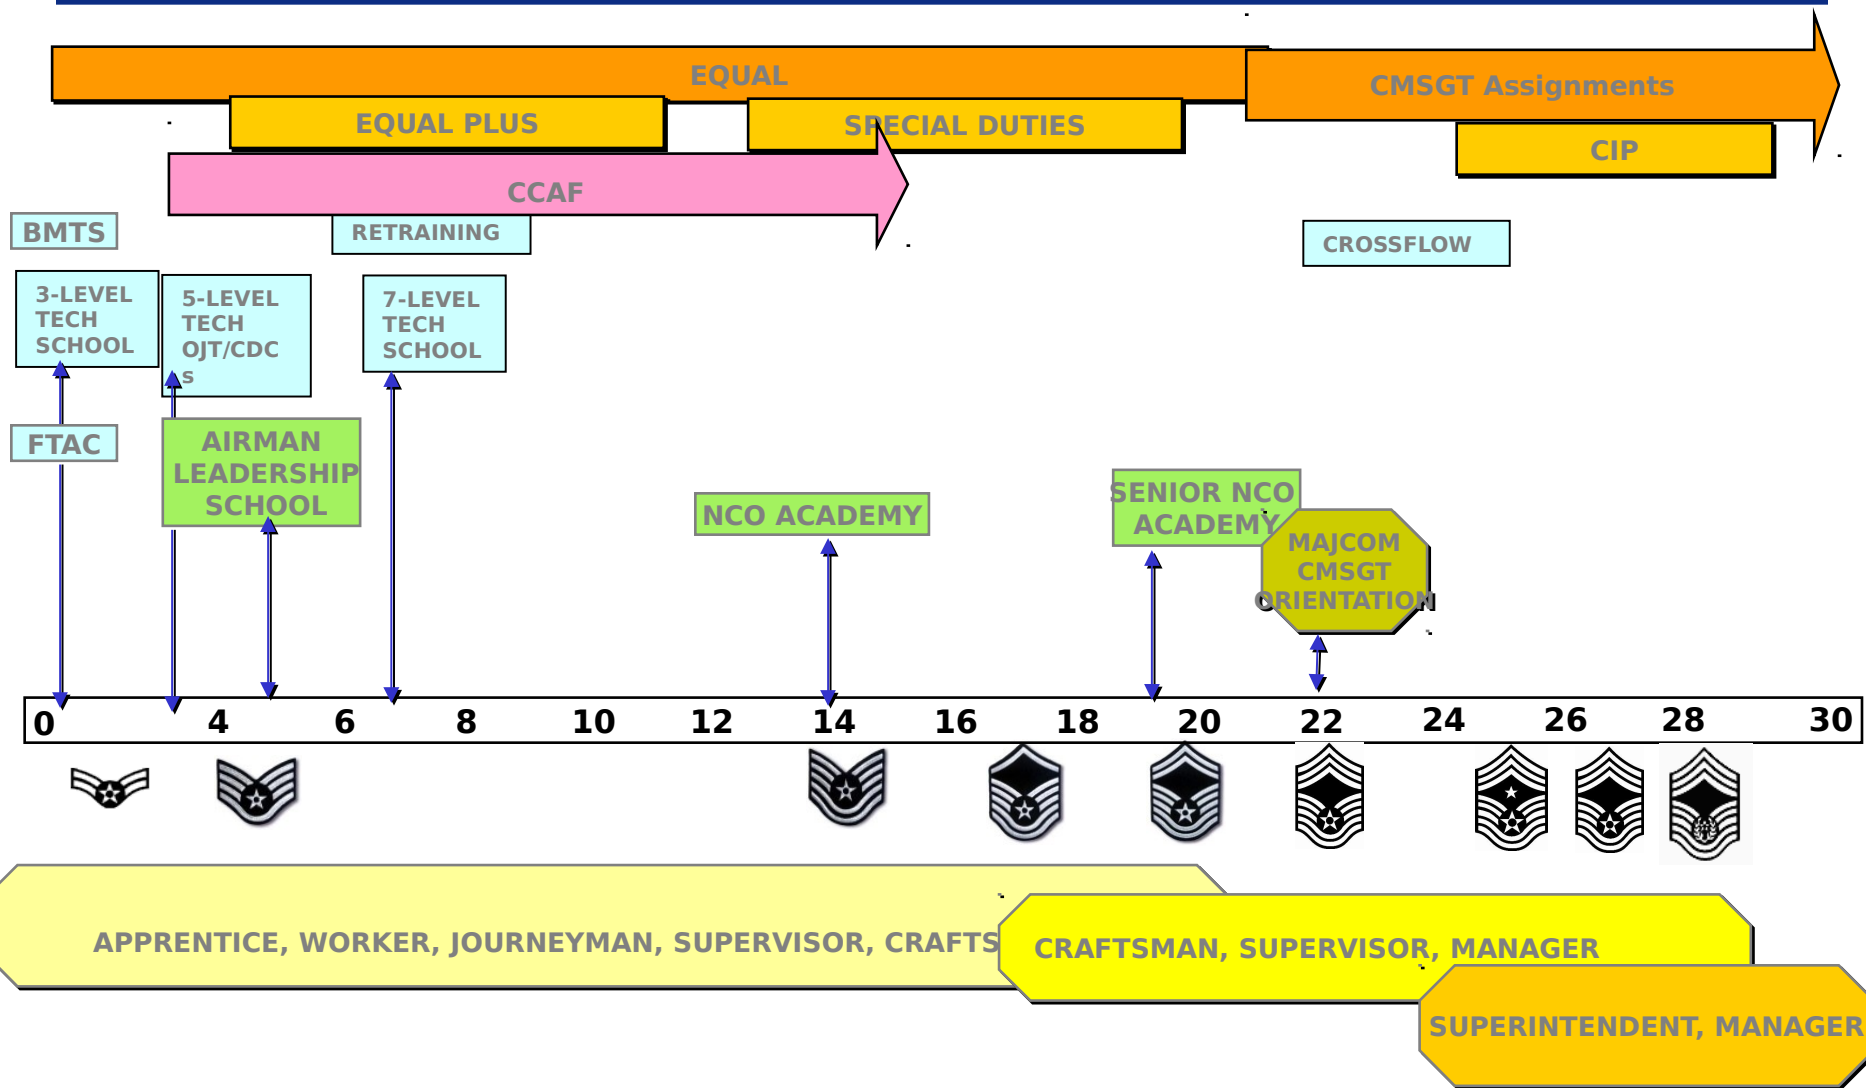 EQUAL
CMSGT Assignments
EQUAL PLUS
SPECIAL DUTIES
CIP
CCAF
BMTS
RETRAINING
CROSSFLOW
3-LEVEL
TECH
SCHOOL
5-LEVEL
TECH
OJT/CDC
s
7-LEVEL
TECH
SCHOOL
FTAC
AIRMAN
LEADERSHIP
SCHOOL
NCO ACADEMY
SENIOR NCO
ACADEMY
MAJCOM
CMSGT
ORIENTATION
0 4 6 8 10 12 14 16 18 20 22 24 26 28 30
APPRENTICE, WORKER, JOURNEYMAN, SUPERVISOR, CRAFTS
CRAFTSMAN, SUPERVISOR, MANAGER
SUPERINTENDENT, MANAGER